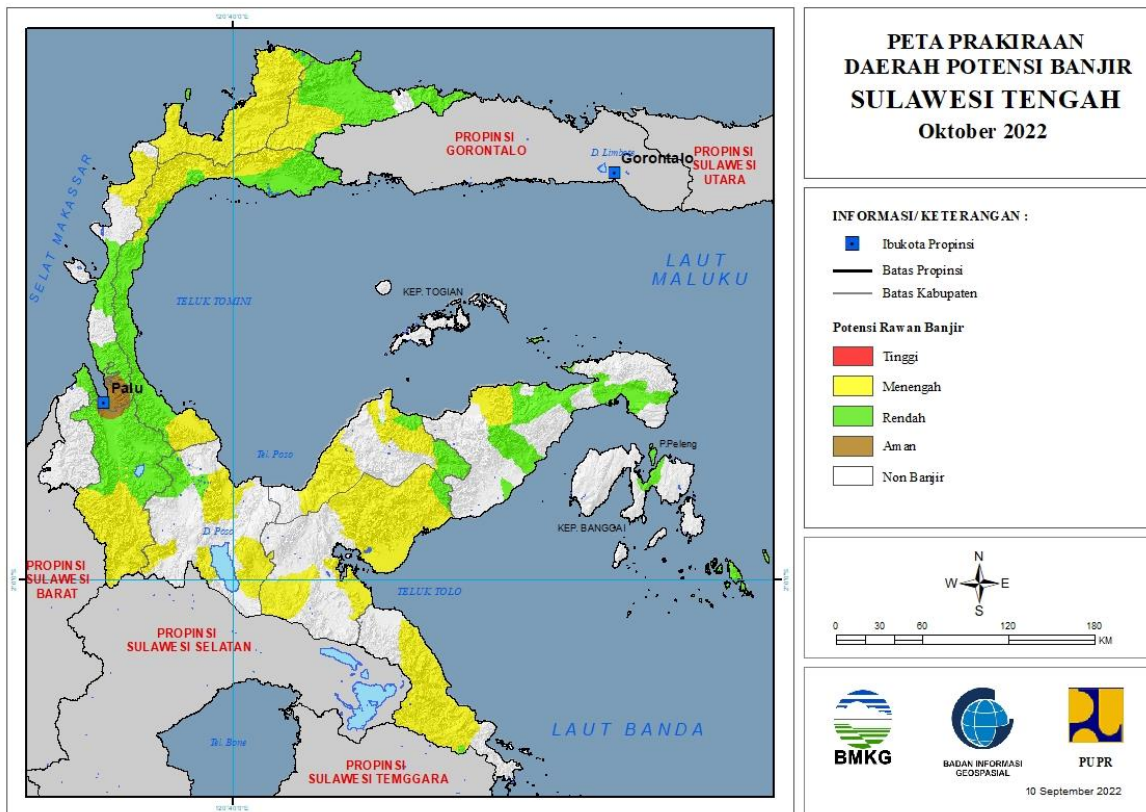 120°40'0"E
PROPINSI
GORONTALO
D. Limboto
Gorontalo
PROPINSI
SULAWESI
UTARA
SELAT MAKASSAR
LAUT
MALUKU
TELUK TOMINI
KEP. TOGIAN
Palu
Tel. Poso
P.Peleng
KEP. BANGGAI
D. Poso
PROPINSI
SULAWESI
BARAT
TELUK TOLO
PROPINSI
SULAWESI SELATAN
LAUT BANDA
Tel. Bone
PROPINSI
SULAWESI TEMGGARA
PETA PRAKIRAAN
DAERAH POTENSI BANJIR
SULAWESI TENGAH
Oktober 2022
INFORMASI/ KETERANGAN :
Ibukota Propinsi
Batas Propinsi
Batas Kabupaten
Potensi Rawan Banjir
Tinggi
Menengah
Rendah
Aman
Non Banjir
N
W E
S
0 30 60 120 180
KM
BMKG
BADAN INFORMASI
GEOSPASIAL
PUPR
10 September 2022